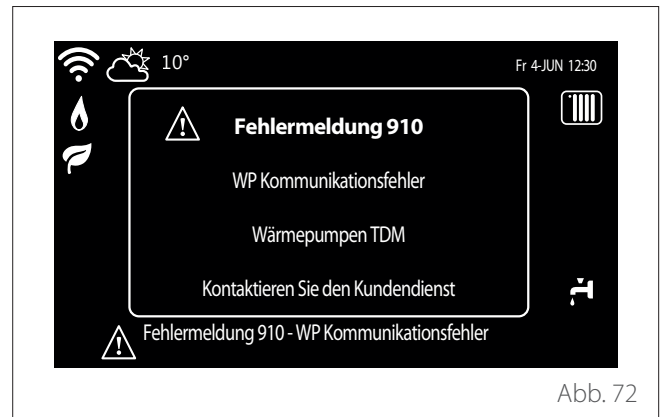 10°
Fr 4-JUN 12:30
Fehlermeldung 910
WP Kommunikationsfehler
Wärmepumpen TDM
Kontaktieren Sie den Kundendienst
Fehlermeldung 910 - WP Kommunikationsfehler
Abb. 72